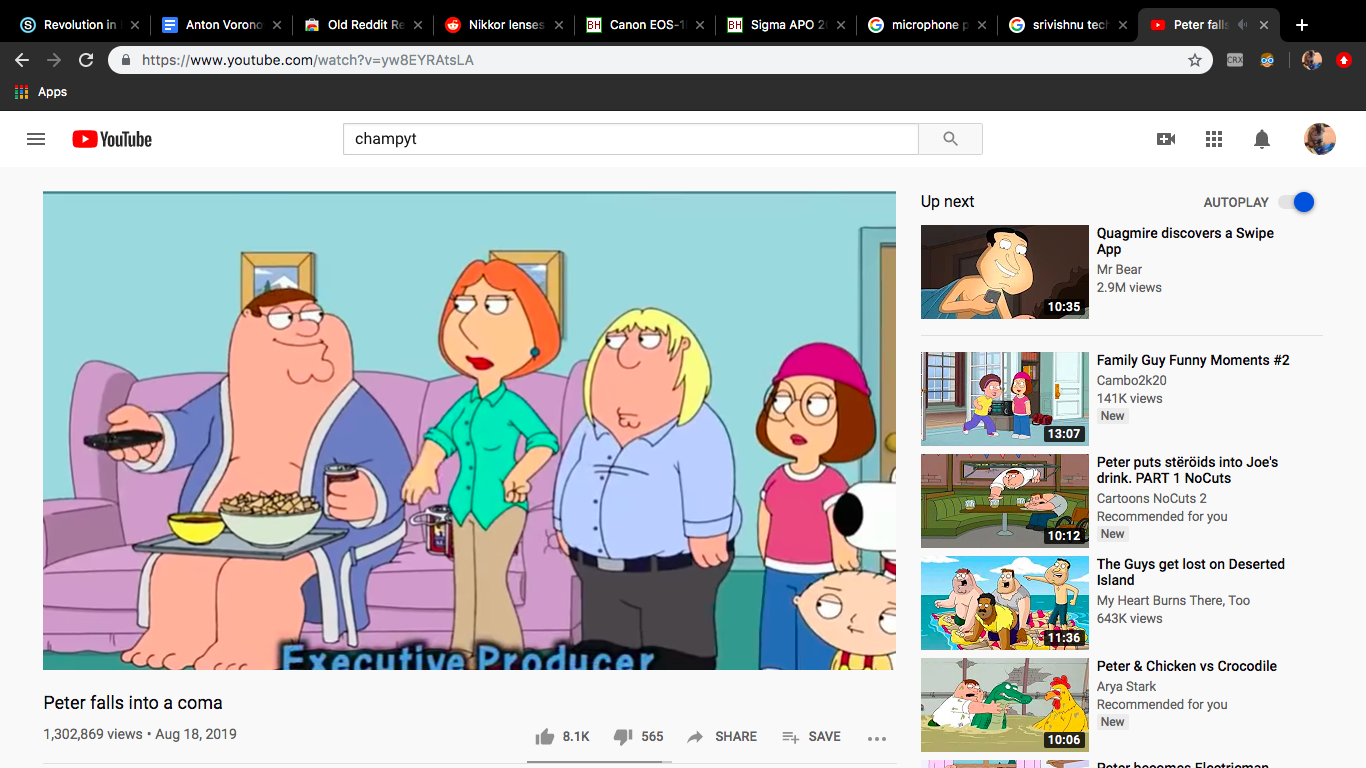 Revolution in
Anton Vorono
Old Reddit Re
Nikkor lenses
Canon EOS-1
Sigma APO 20
microphone p
srivishnu tech
Peter falls
https://www.youtube.com/watch?v=yw8EYRAtsLA
CRX
Apps
YouTube
champyt
Up next
AUTOPLAY
Quagmire discovers a Swipe
App
Mr Bear
2.9M views
10:35
Family Guy Funny Moments #2
Cambo2k20
141K views
New
13:07
Peter puts stëröids into Joe's
drink. PART 1 NoCuts
Cartoons NoCuts 2
Recommended for you
New
10:12
The Guys get lost on Deserted
Island
My Heart Burns There, Too
643K views
11:36
Peter & Chicken vs Crocodile
Arya Stark
Recommended for you
New
10:06
Peter becomes Electricman
Executive Producer
Peter falls into a coma
1,302,869 views • Aug 18, 2019
8.1K
565
SHARE
SAVE